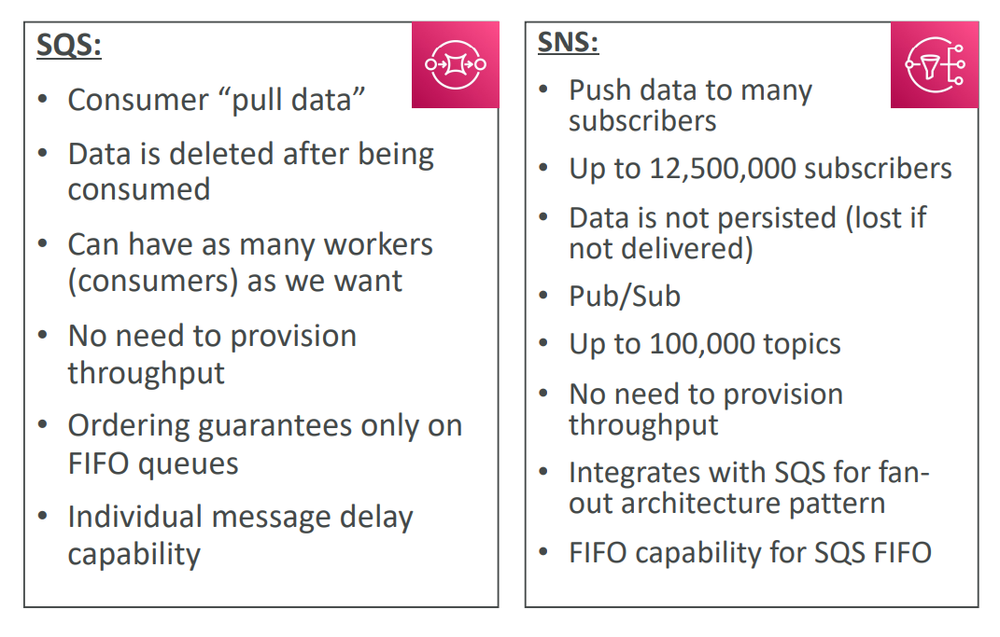 SQS:
• Consumer “pull data”
• Data is deleted after being
consumed
• Can have as many workers
(consumers) as we want
• No need to provision
throughput
• Ordering guarantees only on
FIFO queues
• Individual message delay
capability
SNS:
• Push data to many
subscribers
• Up to 12,500,000 subscribers
• Data is not persisted (lost if
not delivered)
• Pub/Sub
• Up to 100,000 topics
• No need to provision
throughput
• Integrates with SQS for fan-
out architecture pattern
• FIFO capability for SQS FIFO